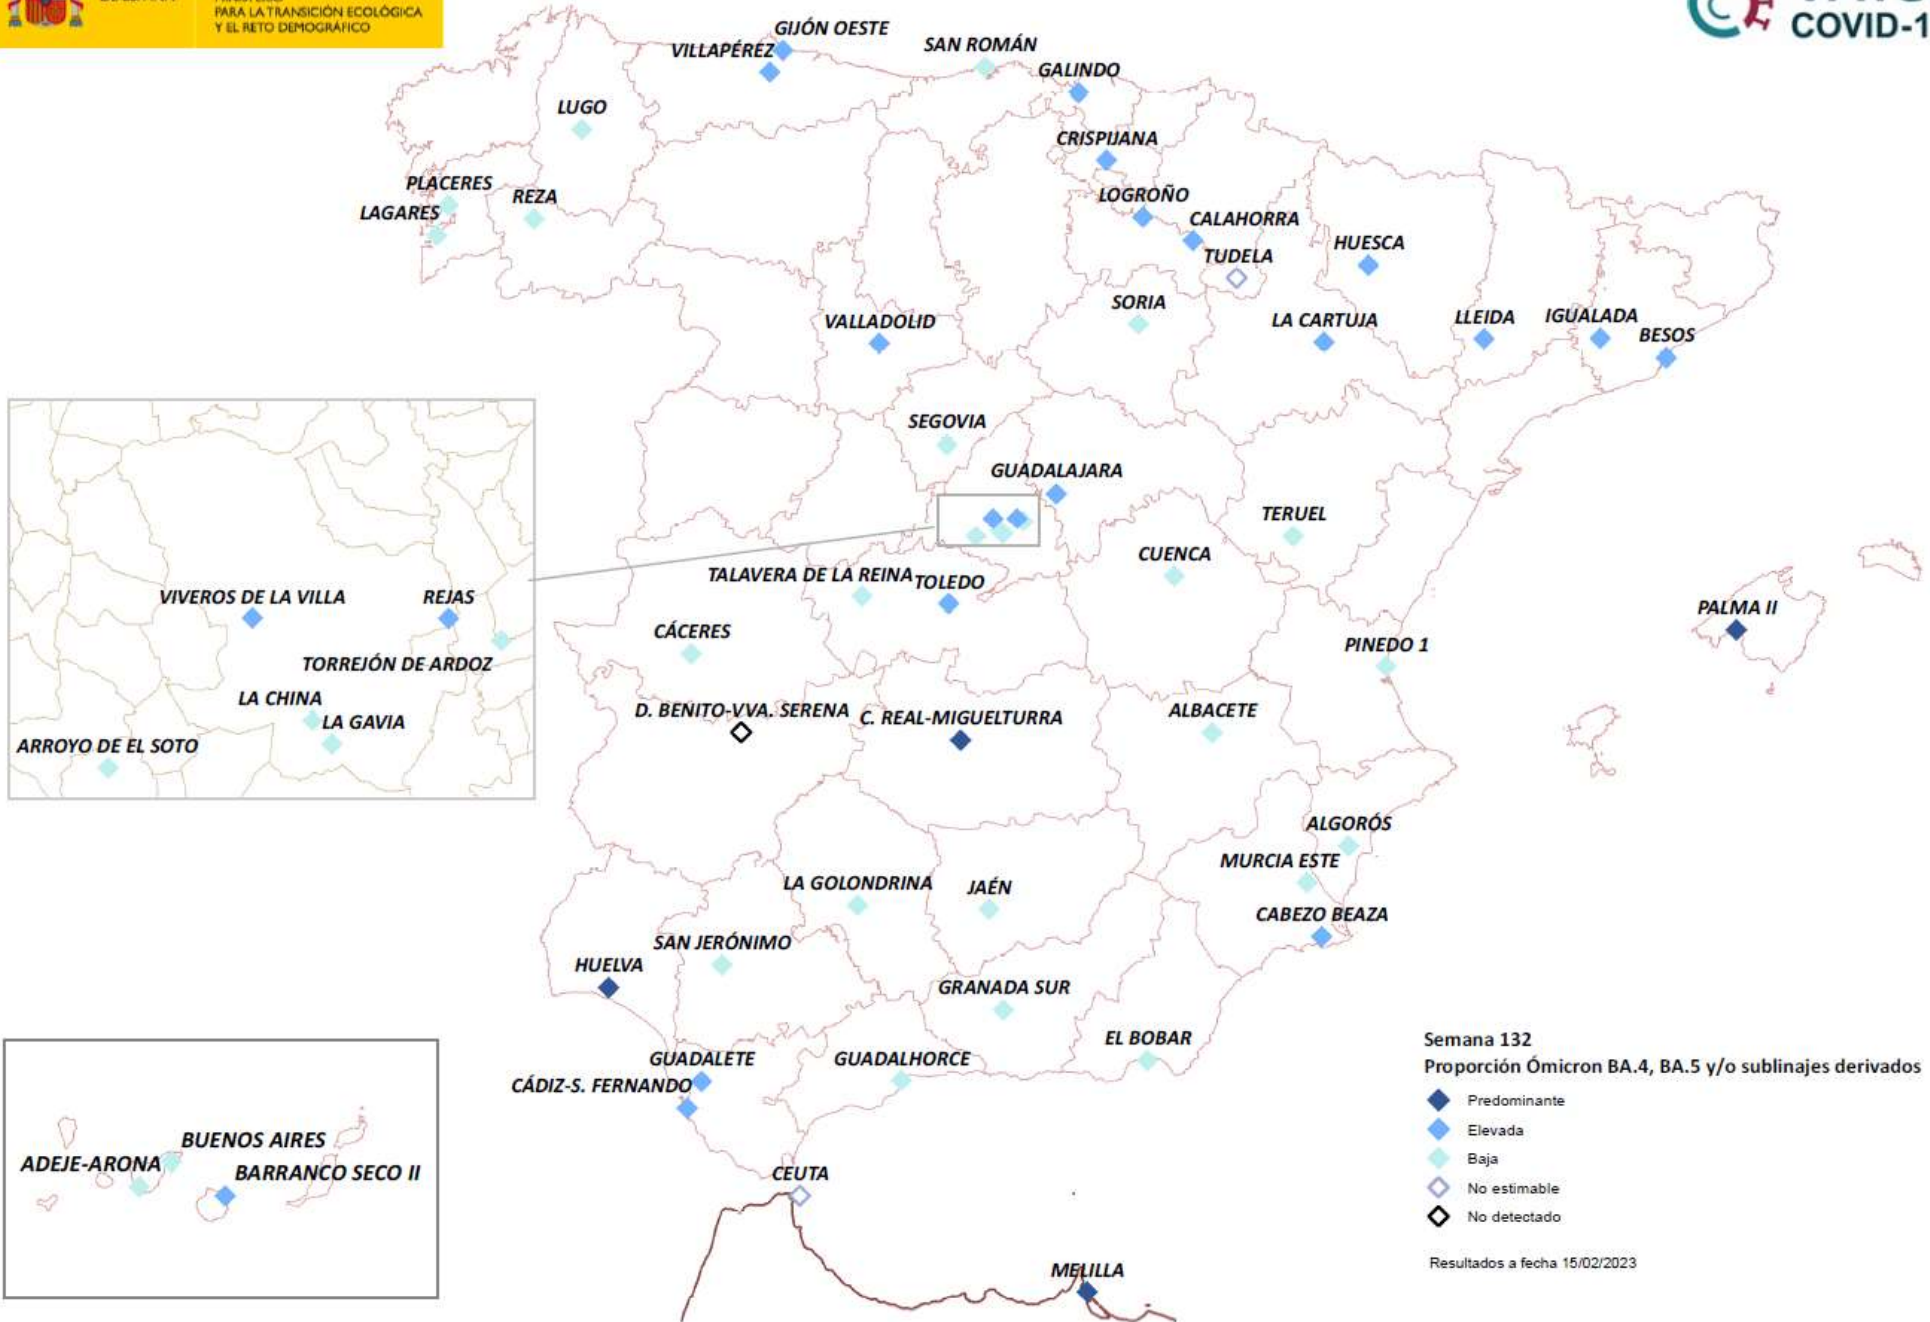 PARA LA TRANSICIÓN ECOLÓGICA
Y EL RETO DEMOGRÁFICO
COVID-1
GIJÓN OESTE
VILLAPÉREZ
SAN ROMÁN
GALINDO
LUGO
CRISPIJANA
PLACERES
REZA
LAGARES
LOGROÑO
CALAHORRA
TUDELA
HUESCA
SORIA
VALLADOLID
LA CARTUJA
LLEIDA
IGUALADA
BESOS
SEGOVIA
GUADALAJARA
TERUEL
CUENCA
TALAVERA DE LA REINA
TOLEDO
VIVEROS DE LA VILLA
REJAS
TORREJÓN DE ARDOZ
LA CHINA
LA GAVIA
ARROYO DE EL SOTO
CÁCERES
PALMA II
PINEDO 1
D. BENITO-VVA. SERENA
C. REAL-MIGUELTURRA
ALBACETE
ALGORÓS
MURCIA ESTE
LA GOLONDRINA
JAÉN
CABEZO BEAZA
SAN JERÓNIMO
HUELVA
GRANADA SUR
EL BOBAR
GUADALETE
GUADALHORCE
CÁDIZ-S. FERNANDO
BUENOS AIRES
ADEJE-ARONA
BARRANCO SECO II
CEUTA
MELILLA
Semana 132
Proporción Ómicron BA.4, BA.5 y/o sublinajes derivados
Predominante
Elevada
Baja
No estimable
No detectado
Resultados a fecha 15/02/2023